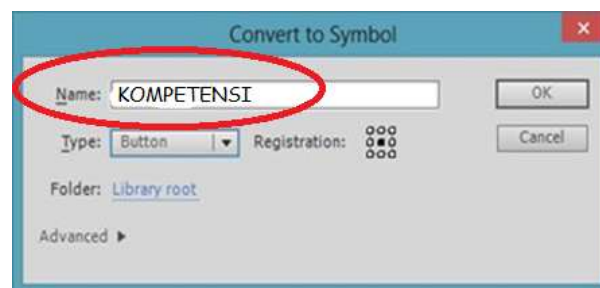 Convert to Symbol
Name: KOMPETENSI
OK
Type: Button
Registration:
Cancel
Folder: Library root
Advanced